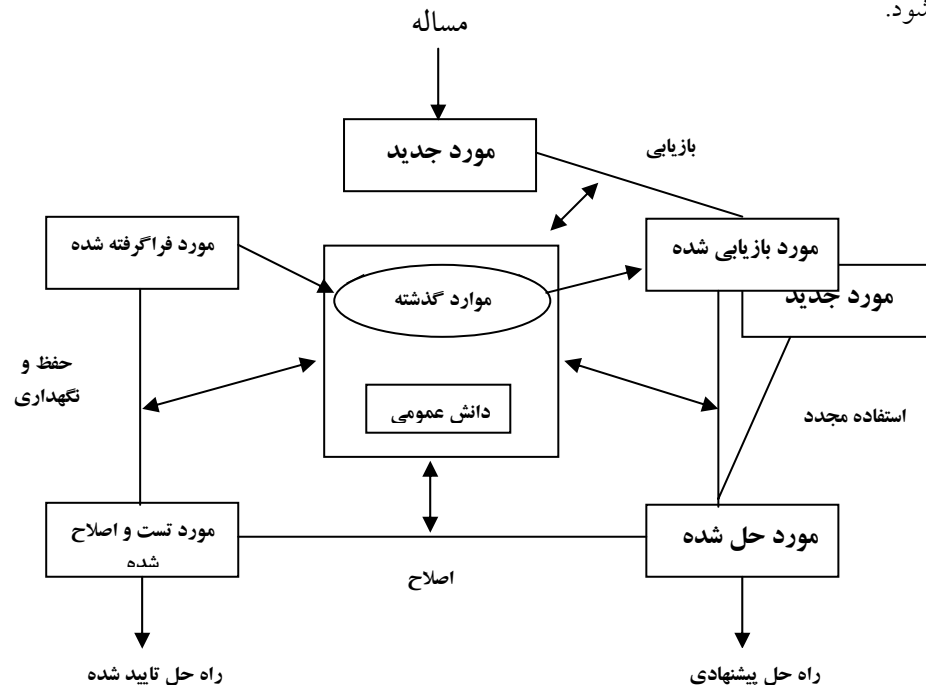 شود.
مساله
مورد جدید
بازیابی
مورد فراگرفته شده
مورد بازیابی شده
موارد گذشته
مورد جدید
حفظ و
نگهداری
دانش عمومی
استفاده مجدد
مورد تست و اصلاح
شده
مورد حل شده
اصلاح
راه حل تایید شده
راه حل پیشنهادی